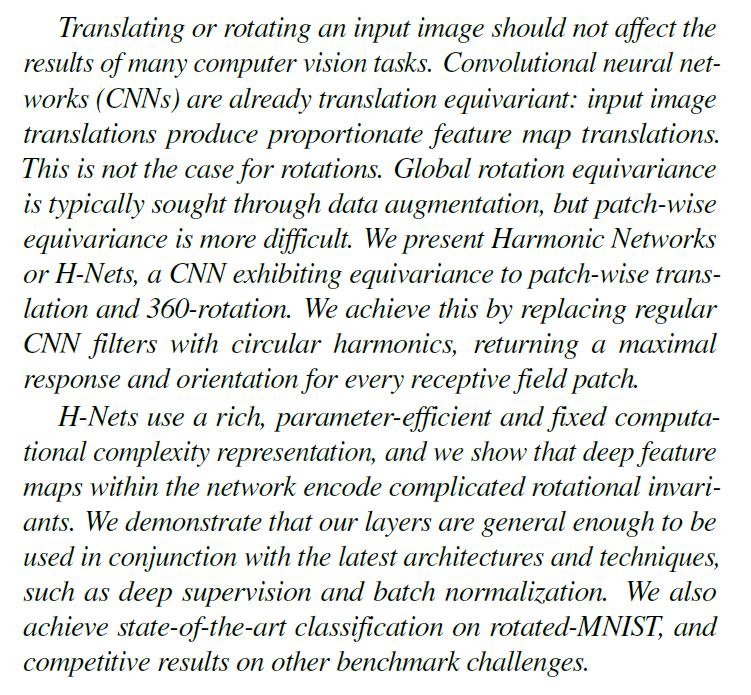 Translating or rotating an input image should not affect the
results of many computer vision tasks. Convolutional neural net-
works (CNNs) are already translation equivariant: input image
translations produce proportionate feature map translations.
This is not the case for rotations. Global rotation equivariance
is typically sought through data augmentation, but patch-wise
equivariance is more difficult. We present Harmonic Networks
or H-Nets, a CNN exhibiting equivariance to patch-wise trans-
lation and 360-rotation. We achieve this by replacing regular
CNN filters with circular harmonics, returning a maximal
response and orientation for every receptive field patch.
H-Nets use a rich, parameter-efficient and fixed computa-
tional complexity representation, and we show that deep feature
maps within the network encode complicated rotational invari-
ants. We demonstrate that our layers are general enough to be
used in conjunction with the latest architectures and techniques,
such as deep supervision and batch normalization. We also
achieve state-of-the-art classification on rotated-MNIST, and
competitive results on other benchmark challenges.